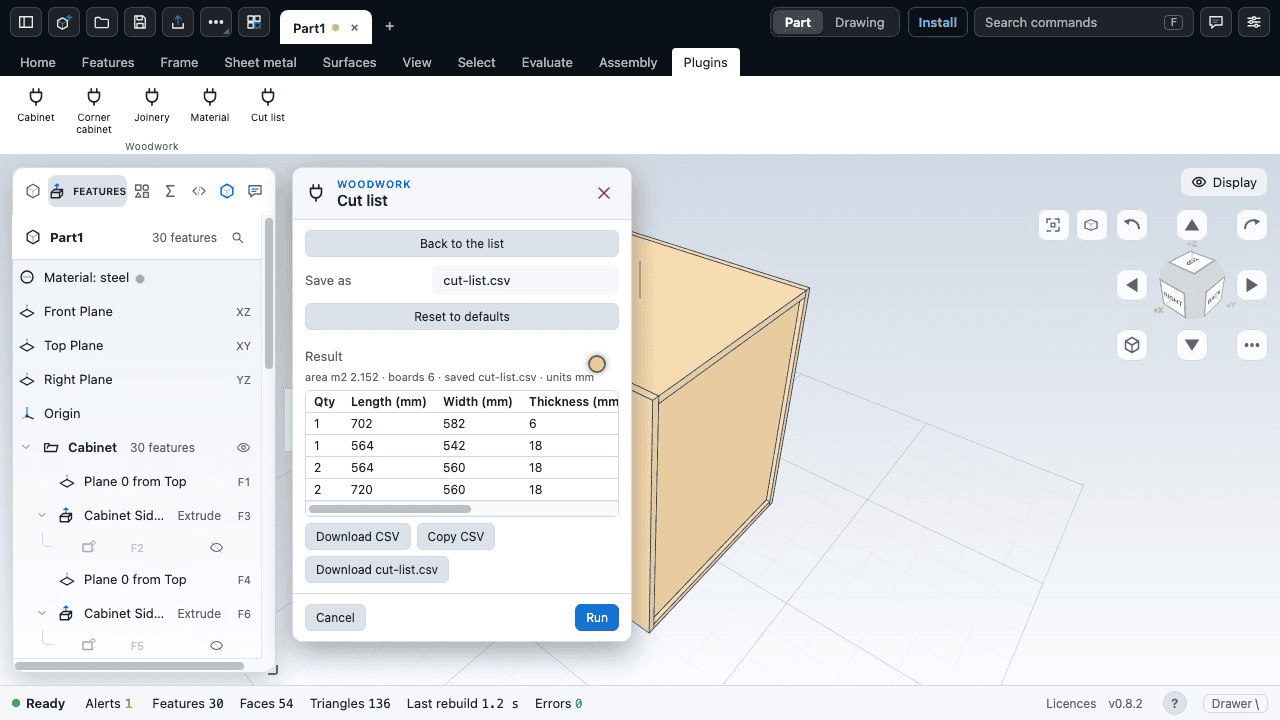 Part1
Part
Drawing
Install
Search commands
F
Home
Features
Frame
Sheet metal
Surfaces
View
Select
Evaluate
Assembly
Plugins
Cabinet
Corner cabinet
Joinery
Material
Cut list
Woodwork
FEATURES
Part1
30 features
Material: steel
Front Plane XZ
Top Plane XY
Right Plane YZ
Origin
Cabinet 30 features
Plane 0 from Top F1
Cabinet Sid... Extrude F3
F2
Plane 0 from Top F4
Cabinet Sid... Extrude F6
F5
WOODWORK
Cut list
Back to the list
Save as cut-list.csv
Reset to defaults
Result
area m2 2.152 · boards 6 · saved cut-list.csv · units mm
Qty Length (mm) Width (mm) Thickness (mm
1 702 582 6
1 564 542 18
2 564 560 18
2 720 560 18
Download CSV
Copy CSV
Download cut-list.csv
Cancel
Run
Display
+Z
TOP
RIGHT
BACK
+X
+Y
Ready
Alerts 1
Features 30
Faces 54
Triangles 136
Last rebuild 1.2 s
Errors 0
Licences
v0.8.2
?
Drawer \